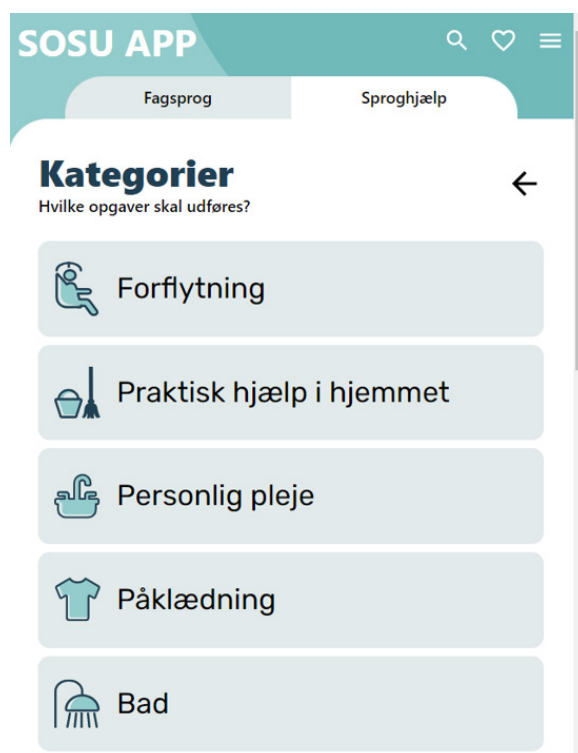 SOSU APP
Fagsprog
Sproghjælp
Kategorier
Hvilke opgaver skal udføres?
Forflytning
Praktisk hjælp i hjemmet
Personlig pleje
Påklædning
Bad